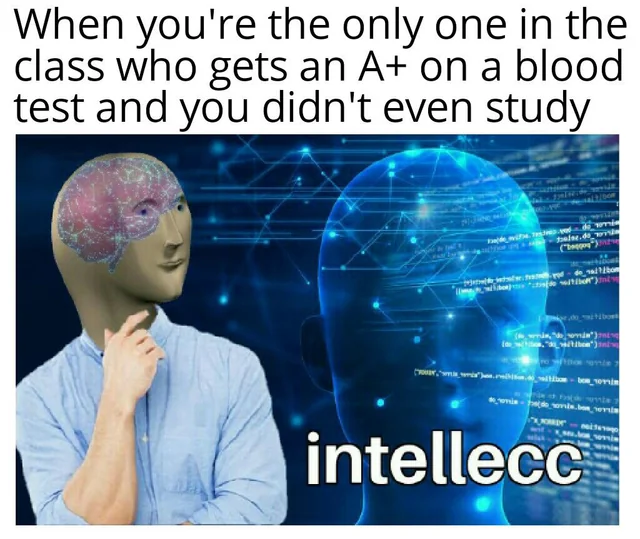 When you're the only one in the
class who gets an A+ on a blood
test and you didn't even study
intellecc